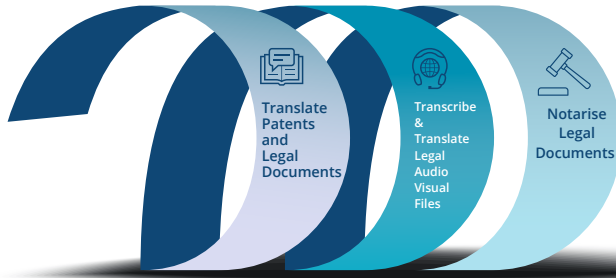 Translate
Patents
and
Legal
Documents
Transcribe
&
Translate
Legal
Audio
Visual
Files
Notarise
Legal
Documents